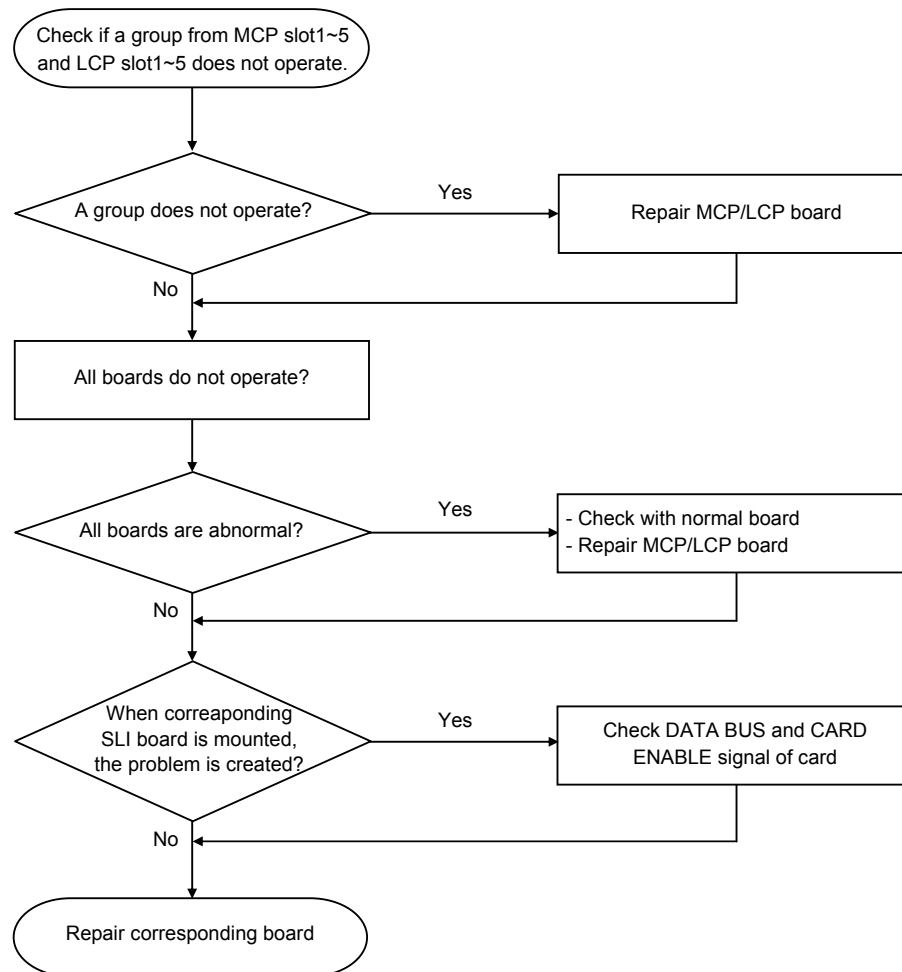 Check if a group from MCP slot1~5
and LCP slot1~5 does not operate.
A group does not operate?
Yes
Repair MCP/LCP board
No
All boards do not operate?
All boards are abnormal?
Yes
- Check with normal board
- Repair MCP/LCP board
No
When correaponding
SLI board is mounted,
the problem is created?
Yes
Check DATA BUS and CARD
ENABLE signal of card
No
Repair corresponding board